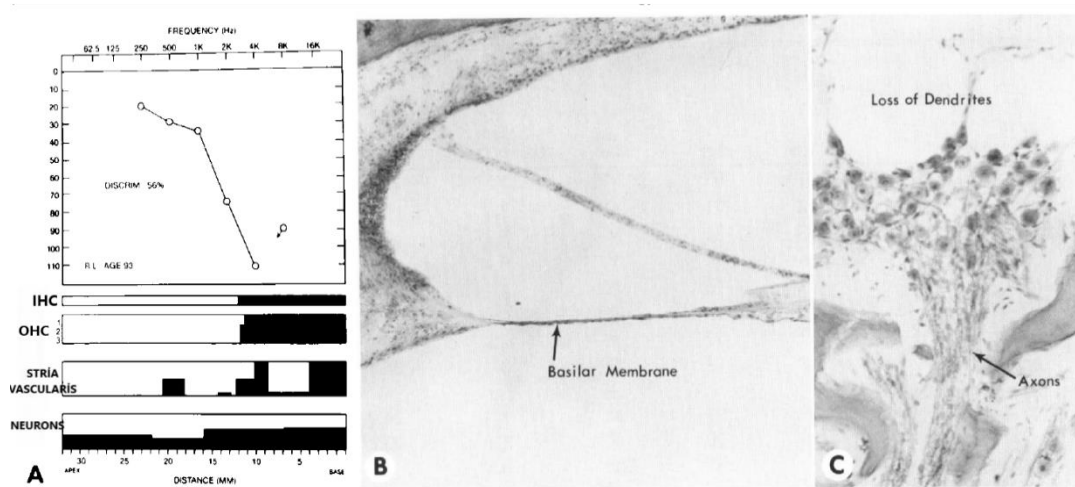 FREQUENCY (Hz)
62.5 125 250 500 1K 2K 4K 8K 16K
0
10
20
30
40
50
60
70
80
90
100
110
DISCRIM 56%
R.L. AGE 93
IHC
OHC
1
2
3
STRÍA
VASCULARÍS
NEURONS
30 25 20 15 10 5
APEX BASE
DISTANCE (MM)
A
Basilar Membrane
B
Loss of Dendrites
Axons
C